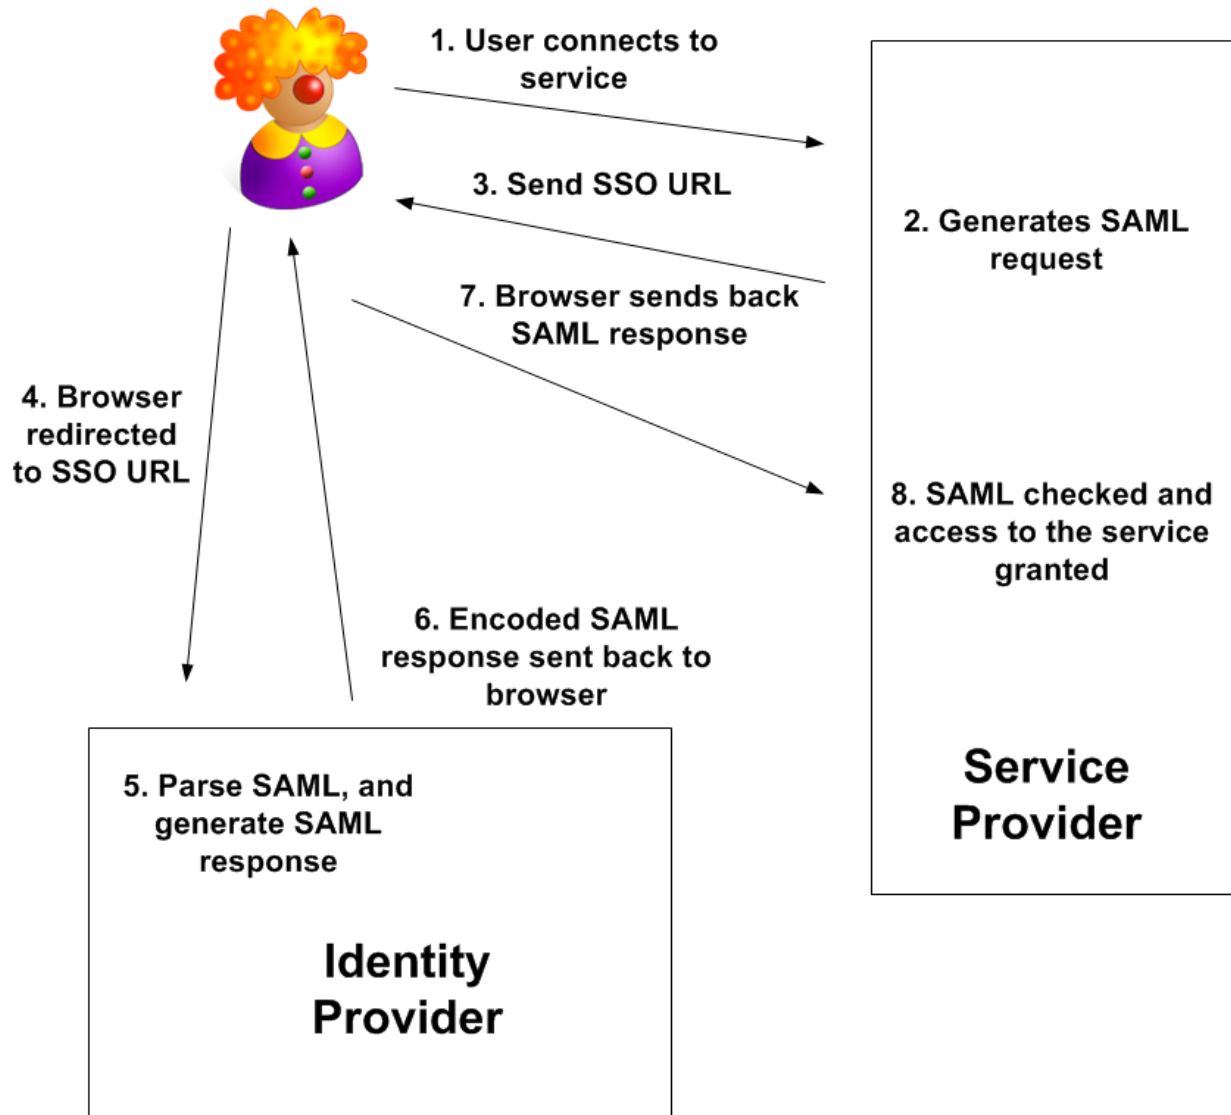 1. User connects to
service
3. Send SSO URL
2. Generates SAML
request
7. Browser sends back
SAML response
4. Browser
redirected
to SSO URL
8. SAML checked and
access to the service
granted
6. Encoded SAML
response sent back to
browser
5. Parse SAML, and
generate SAML
response
Service
Provider
Identity
Provider